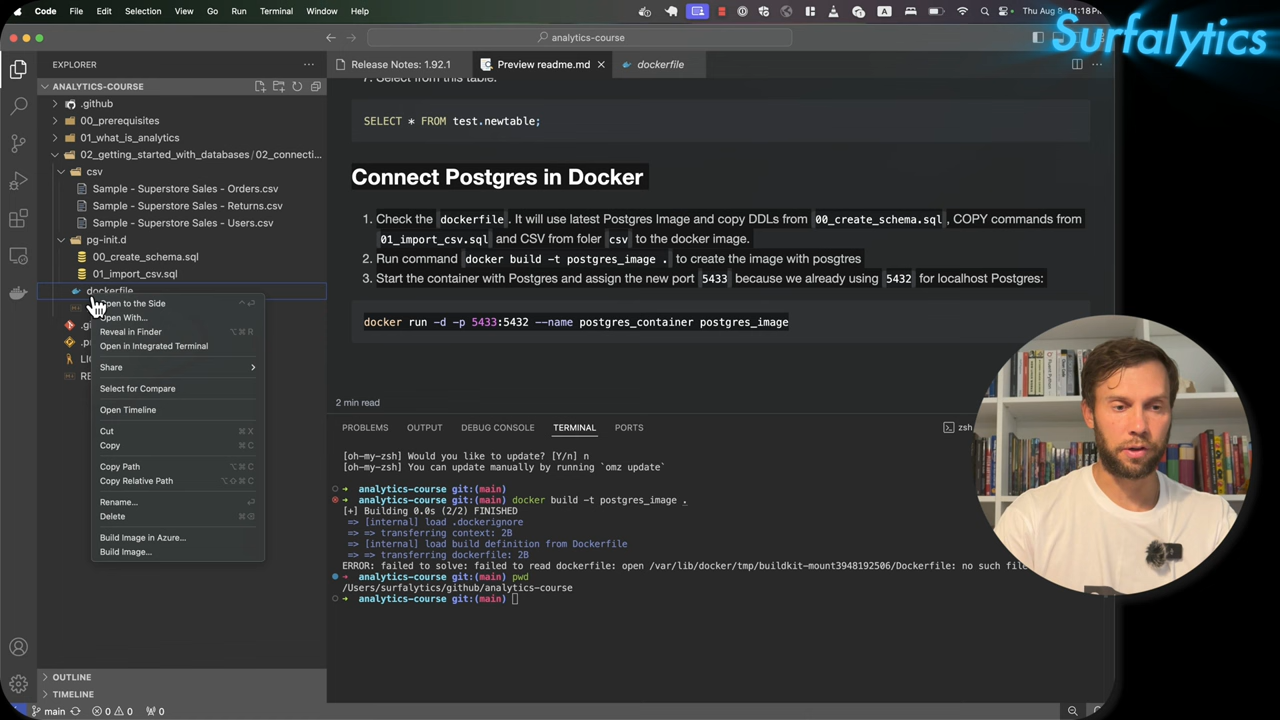 Code File Edit Selection View Go Run Terminal Window Help
Thu Aug 8 11:18
Surfalytics
analytics-course
EXPLORER
Release Notes: 1.92.1
Preview readme.md
dockerfile
ANALYTICS-COURSE
.github
00_prerequisites
01_what_is_analytics
02_getting_started_with_databases / 02_connecti...
csv
Sample - Superstore Sales - Orders.csv
Sample - Superstore Sales - Returns.csv
Sample - Superstore Sales - Users.csv
pg-init.d
00_create_schema.sql
01_import_csv.sql
dockerfile
.g
.p
LI
RE
Open to the Side
Open With...
Reveal in Finder ⌥⌘R
Open in Integrated Terminal
Share
Select for Compare
Open Timeline
Cut ⌘X
Copy ⌘C
Copy Path ⌥⌘C
Copy Relative Path ⌥⇧⌘C
Rename...
Delete
Build Image in Azure...
Build Image...
OUTLINE
TIMELINE
main 0 0 0
7. Select from this table:
SELECT * FROM test.newtable;
Connect Postgres in Docker
1. Check the dockerfile . It will use latest Postgres Image and copy DDLs from 00_create_schema.sql , COPY commands from
01_import_csv.sql and CSV from foler csv to the docker image.
2. Run command docker build -t postgres_image . to create the image with posgtres
3. Start the container with Postgres and assign the new port 5433 because we already using 5432 for localhost Postgres:
docker run -d -p 5433:5432 --name postgres_container postgres_image
2 min read
PROBLEMS OUTPUT DEBUG CONSOLE TERMINAL PORTS
zsh
[oh-my-zsh] Would you like to update? [Y/n] n
[oh-my-zsh] You can update manually by running `omz update`
➜ analytics-course git:(main)
➜ analytics-course git:(main) docker build -t postgres_image .
[+] Building 0.0s (2/2) FINISHED
=> [internal] load .dockerignore
=> => transferring context: 2B
=> [internal] load build definition from Dockerfile
=> => transferring dockerfile: 2B
ERROR: failed to solve: failed to read dockerfile: open /var/lib/docker/tmp/buildkit-mount3948192506/Dockerfile: no such file
➜ analytics-course git:(main) pwd
/Users/surfalytics/github/analytics-course
➜ analytics-course git:(main)